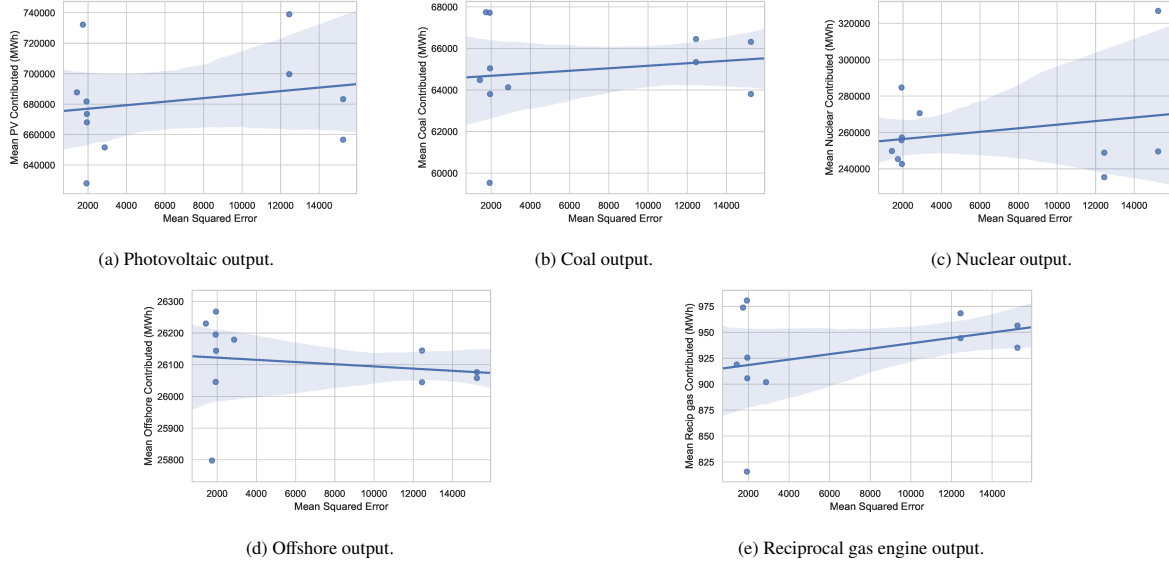 Mean PV Contributed (MWh)
740000
720000
700000
680000
660000
640000
2000 4000 6000 8000 10000 12000 14000
Mean Squared Error
(a) Photovoltaic output.
Mean Coal Contributed (MWh)
68000
66000
64000
62000
60000
2000 4000 6000 8000 10000 12000 14000
Mean Squared Error
(b) Coal output.
Mean Nuclear Contributed (MWh)
320000
300000
280000
260000
240000
2000 4000 6000 8000 10000 12000 14000
Mean Squared Error
(c) Nuclear output.
Mean Offshore Contributed (MWh)
26300
26200
26100
26000
25900
25800
2000 4000 6000 8000 10000 12000 14000
Mean Squared Error
(d) Offshore output.
Mean Recip gas Contributed (MWh)
975
950
925
900
875
850
825
2000 4000 6000 8000 10000 12000 14000
Mean Squared Error
(e) Reciprocal gas engine output.